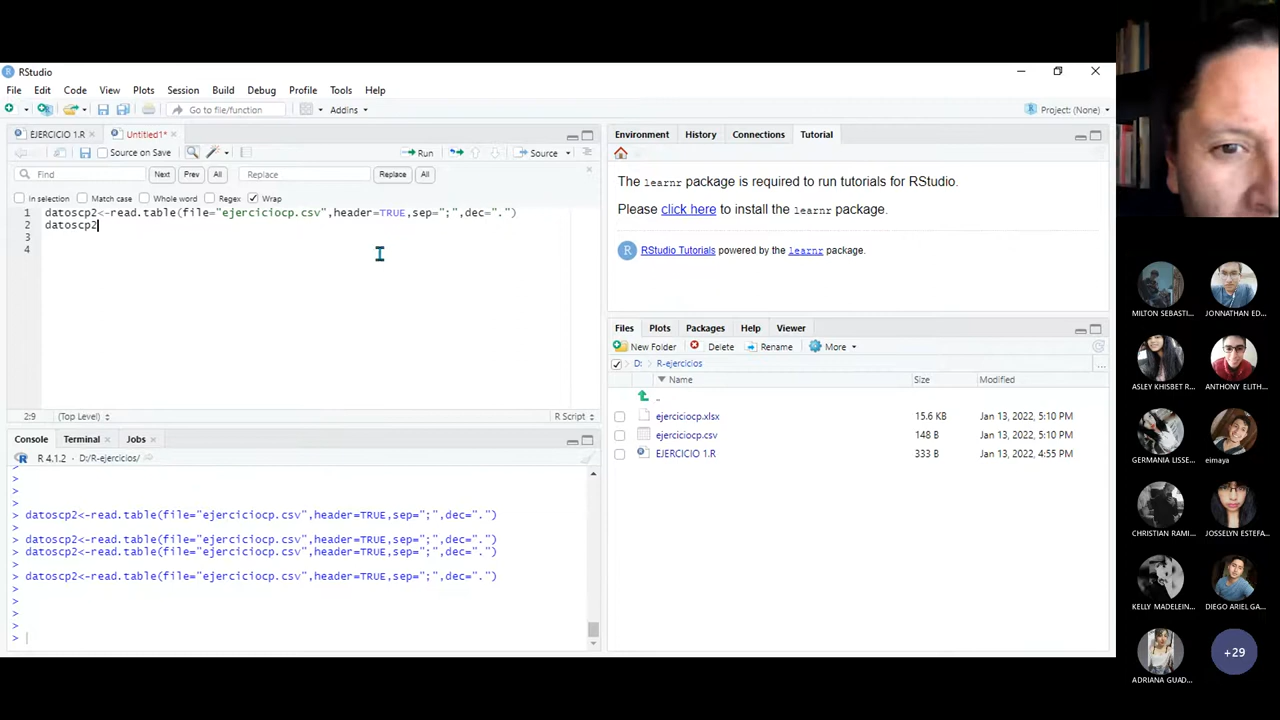 RStudio
File Edit Code View Plots Session Build Debug Profile Tools Help
Go to file/function Addins Project: (None)
EJERCICIO 1.R Untitled1*
Source on Save Run Source
Find Next Prev All Replace Replace All
In selection Match case Whole word Regex Wrap
1 datoscp2<-read.table(file="ejerciciocp.csv",header=TRUE,sep=";",dec=".")
2 datoscp2
3
4
2:9 (Top Level) R Script
Console Terminal Jobs
R 4.1.2 · D:/R-ejercicios/
>
>
>
> datoscp2<-read.table(file="ejerciciocp.csv",header=TRUE,sep=";",dec=".")
>
> datoscp2<-read.table(file="ejerciciocp.csv",header=TRUE,sep=";",dec=".")
> datoscp2<-read.table(file="ejerciciocp.csv",header=TRUE,sep=";",dec=".")
>
> datoscp2<-read.table(file="ejerciciocp.csv",header=TRUE,sep=";",dec=".")
>
>
>
>
>
Environment History Connections Tutorial
The learnr package is required to run tutorials for RStudio.
Please click here to install the learnr package.
R RStudio Tutorials powered by the learnr package.
Files Plots Packages Help Viewer
New Folder Delete Rename More
D: R-ejercicios
Name Size Modified
..
ejerciciocp.xlsx 15.6 KB Jan 13, 2022, 5:10 PM
ejerciciocp.csv 148 B Jan 13, 2022, 5:10 PM
EJERCICIO 1.R 333 B Jan 13, 2022, 4:55 PM
MILTON SEBASTI... JONNATHAN ED...
ASLEY KHISBET R... ANTHONY ELITH...
GERMANIA LISSE... eimaya
CHRISTIAN RAMI... JOSSELYN ESTEFA...
KELLY MADELEIN... DIEGO ARIEL GA...
ADRIANA GUAD... +29